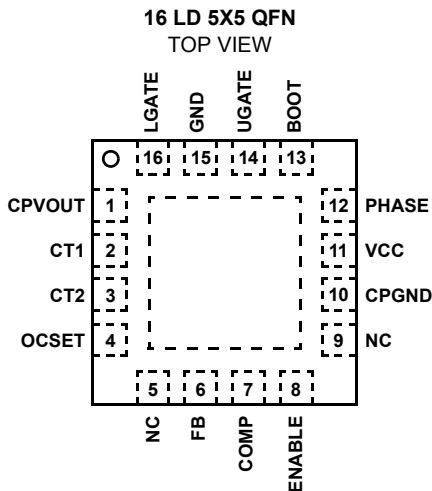 16 LD 5X5 QFN
TOP VIEW
LGATE
GND
UGATE
BOOT
16
15
14
13
CPVOUT 1
12 PHASE
CT1 2
11 VCC
CT2 3
10 CPGND
OCSET 4
9 NC
5
6
7
8
NC
FB
COMP
ENABLE